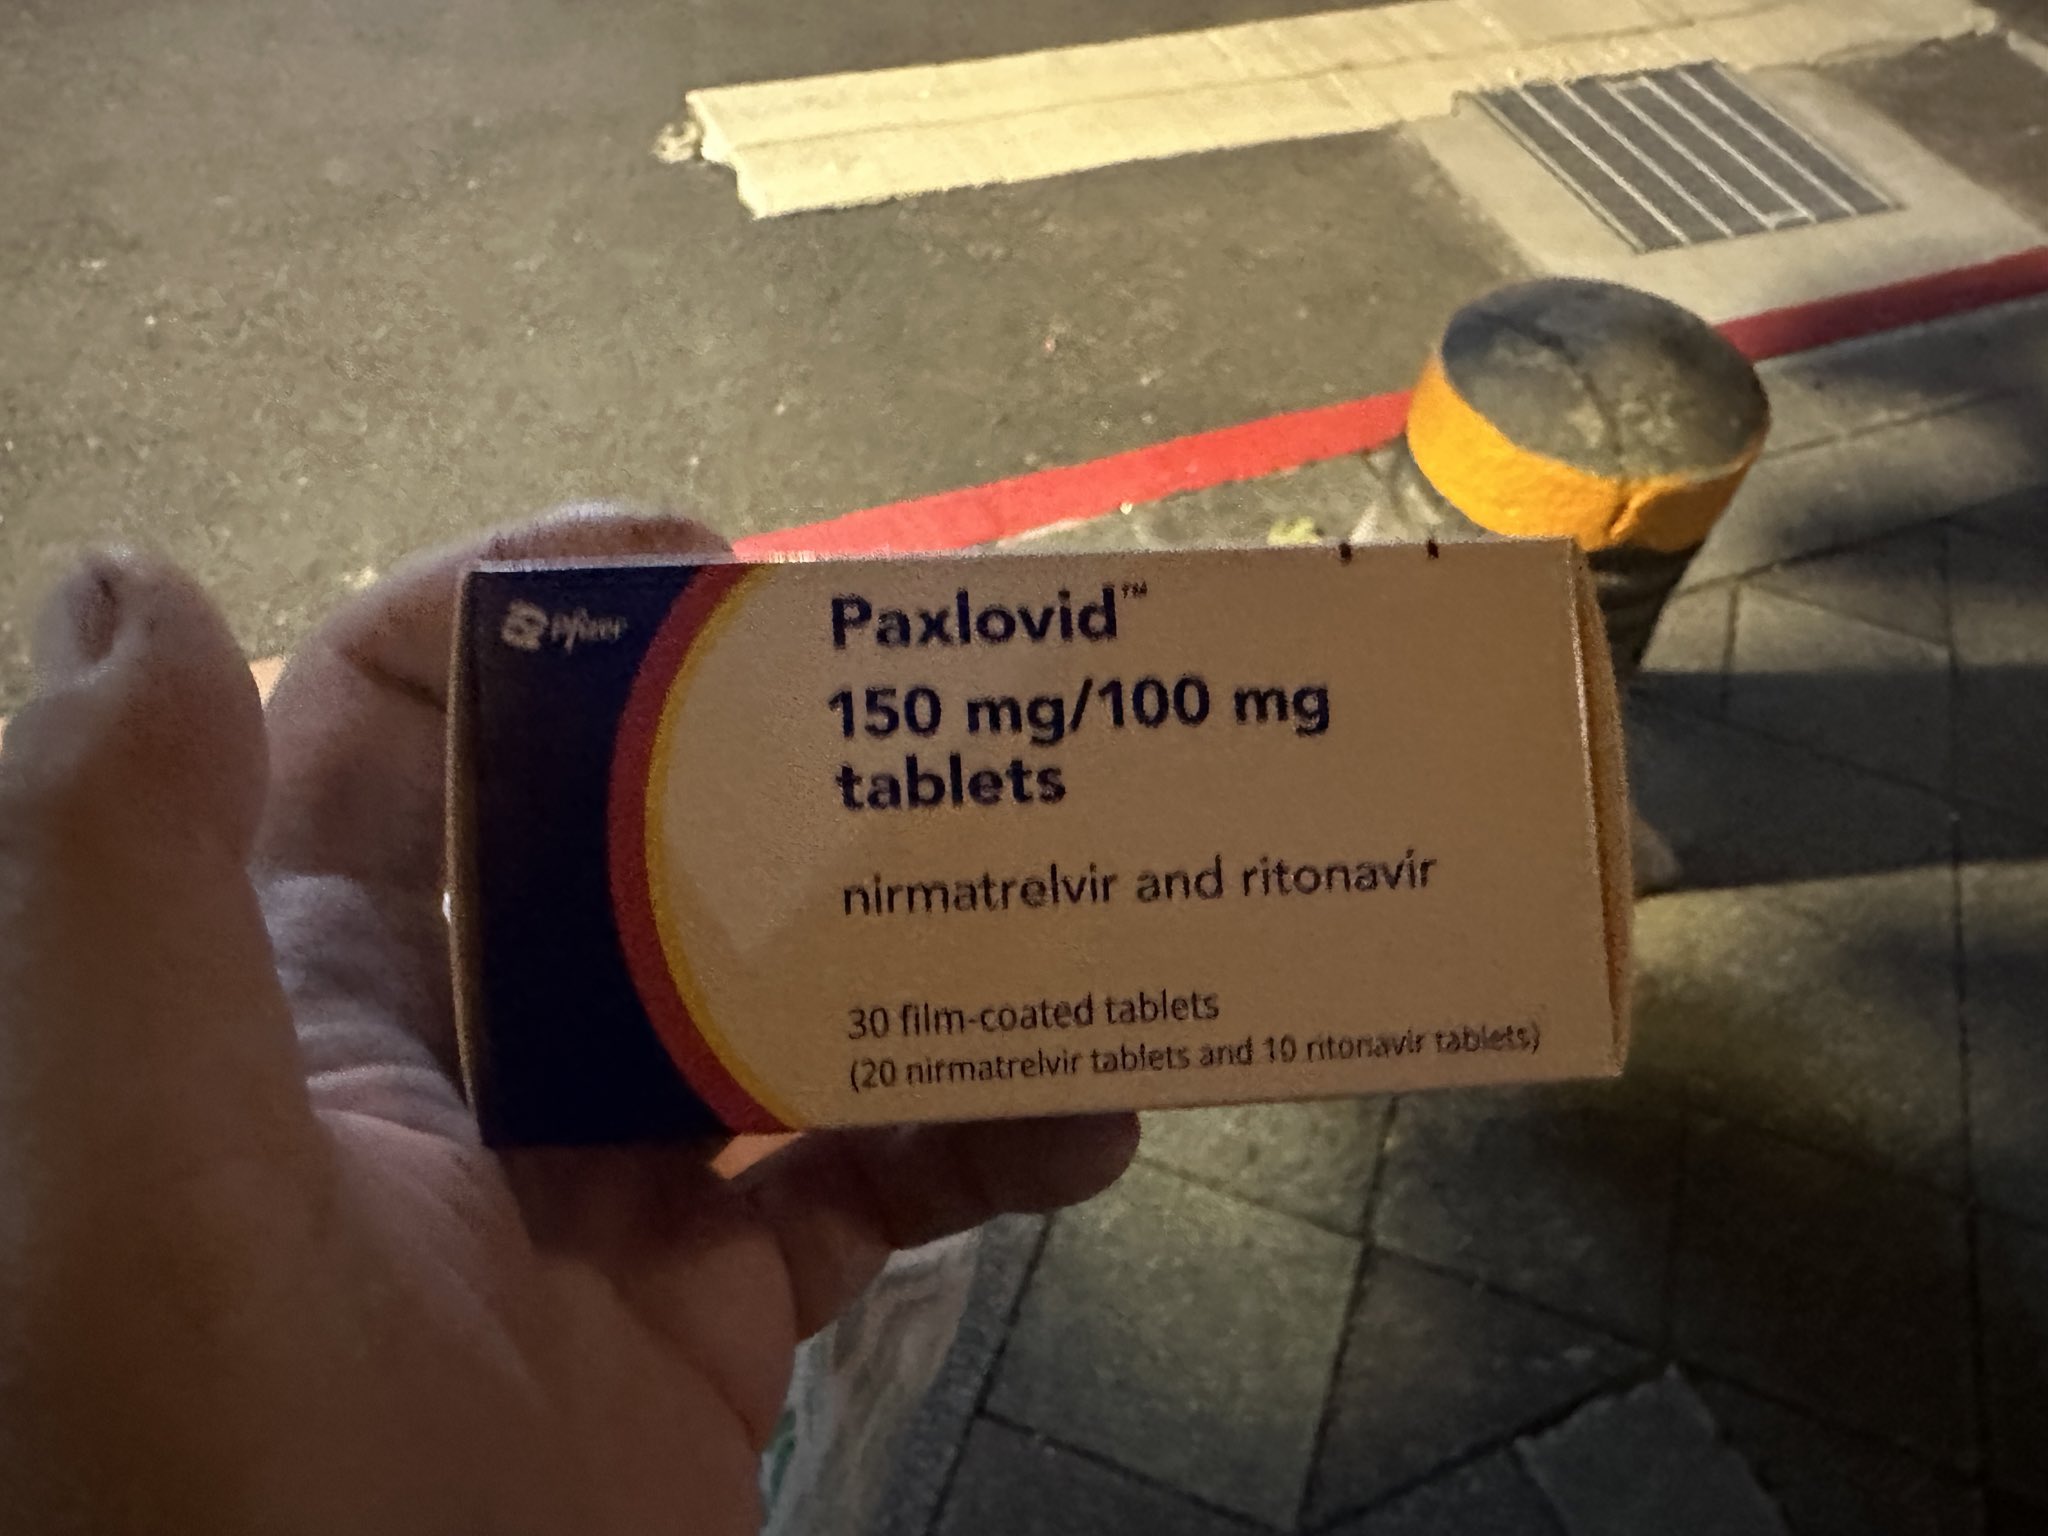 Pfizer
Paxlovid™
150 mg/100 mg
tablets
nirmatrelvir and ritonavir
30 film-coated tablets
(20 nirmatrelvir tablets and 10 ritonavir tablets)